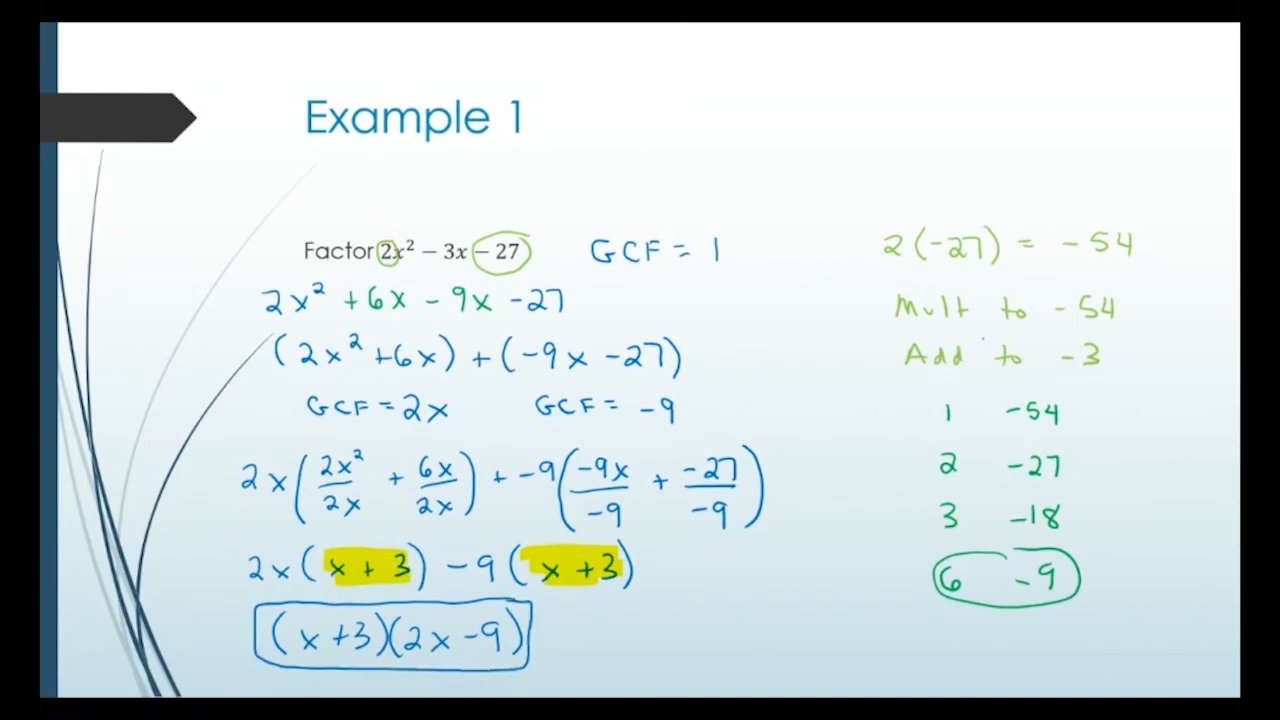 Example 1
Factor 2x² − 3x − 27 GCF = 1
2x² + 6x - 9x - 27
(2x² + 6x) + (-9x - 27)
GCF = 2x GCF = -9
2x(2x²/2x + 6x/2x) + -9(-9x/-9 + -27/-9)
2x(x + 3) - 9(x + 3)
(x + 3)(2x - 9)
2(-27) = -54
Mult to -54
Add to -3
1 -54
2 -27
3 -18
6 -9